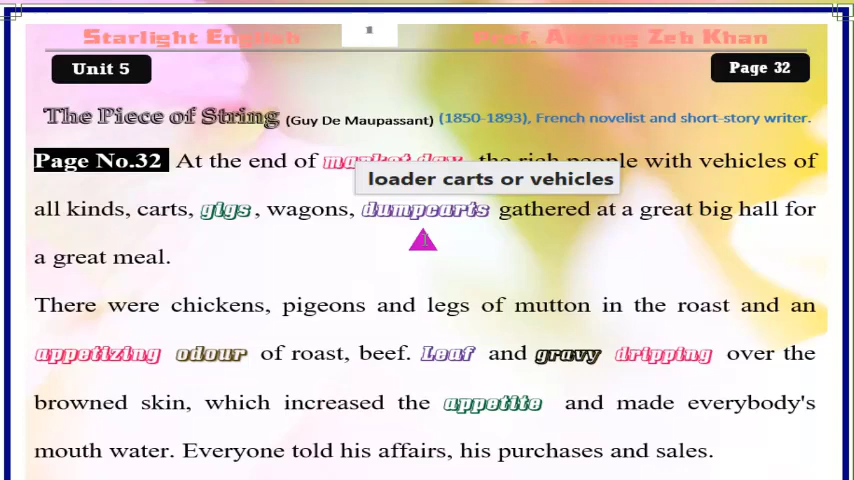 Starlight English 1 Prof. Aurang Zeb Khan
Unit 5 Page 32
The Piece of String (Guy De Maupassant) (1850-1893), French novelist and short-story writer.
Page No.32 At the end of market day, the rich people with vehicles of
loader carts or vehicles
all kinds, carts, gigs, wagons, dumpcarts gathered at a great big hall for
1
a great meal.
There were chickens, pigeons and legs of mutton in the roast and an
appetizing odour of roast, beef. Leaf and gravy dripping over the
browned skin, which increased the appetite and made everybody's
mouth water. Everyone told his affairs, his purchases and sales.